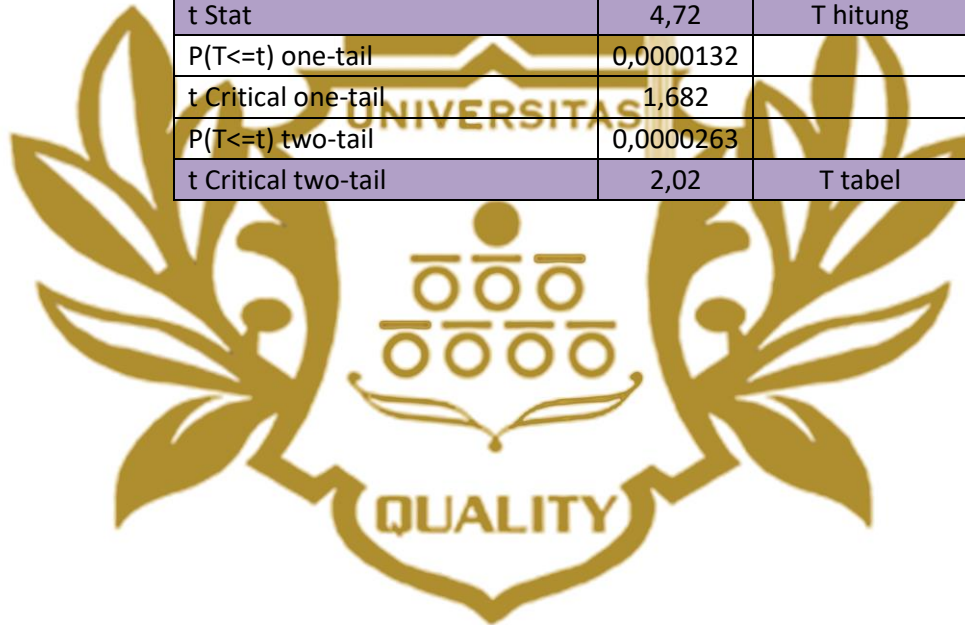 t Stat 4,72 T hitung
P(T<=t) one-tail 0,0000132
t Critical one-tail 1,682
P(T<=t) two-tail 0,0000263
t Critical two-tail 2,02 T tabel
UNIVERSITAS
QUALITY